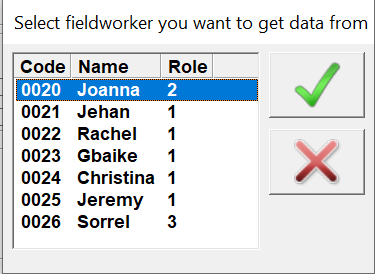 Select fieldworker you want to get data from
Code Name Role
0020 Joanna 2
0021 Jehan 1
0022 Rachel 1
0023 Gbaike 1
0024 Christina 1
0025 Jeremy 1
0026 Sorrel 3